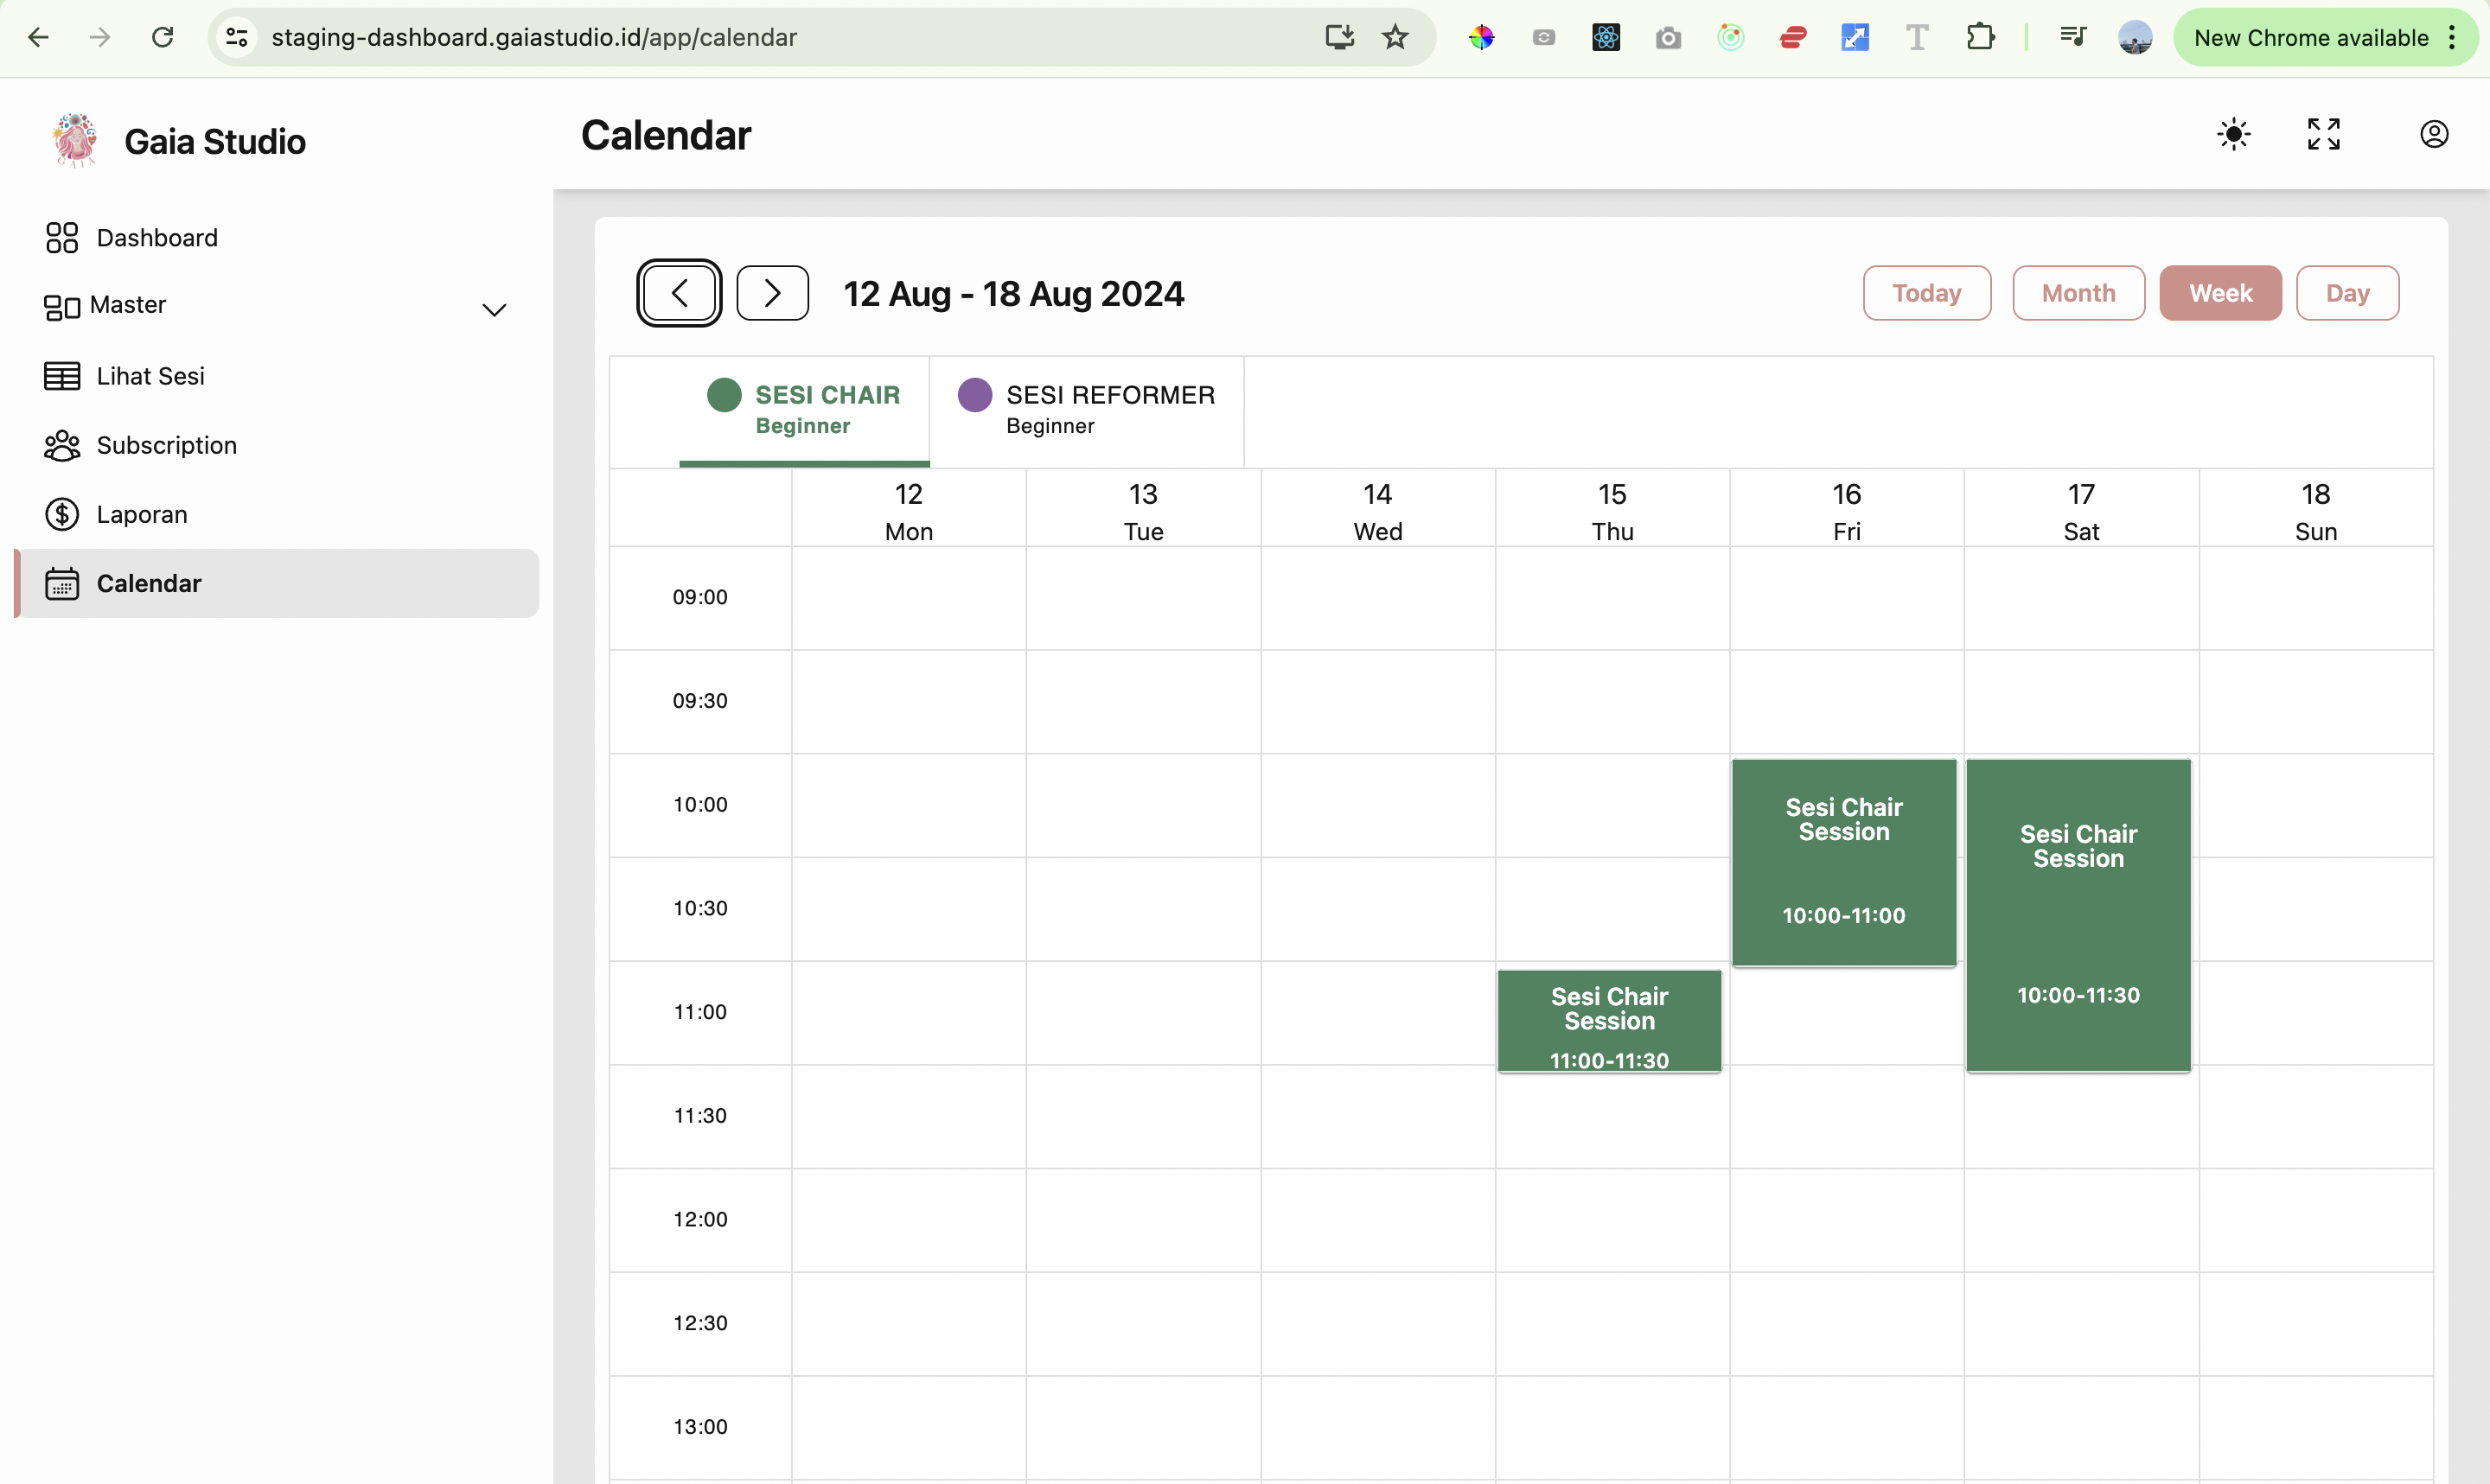 staging-dashboard.gaiastudio.id/app/calendar
New Chrome available
GAIA
Gaia Studio
Calendar
Dashboard
Master
Lihat Sesi
Subscription
Laporan
Calendar
12 Aug - 18 Aug 2024
Today
Month
Week
Day
SESI CHAIR
Beginner
SESI REFORMER
Beginner
12
Mon
13
Tue
14
Wed
15
Thu
16
Fri
17
Sat
18
Sun
09:00
09:30
10:00
10:30
11:00
11:30
12:00
12:30
13:00
Sesi Chair
Session
11:00-11:30
Sesi Chair
Session
10:00-11:00
Sesi Chair
Session
10:00-11:30